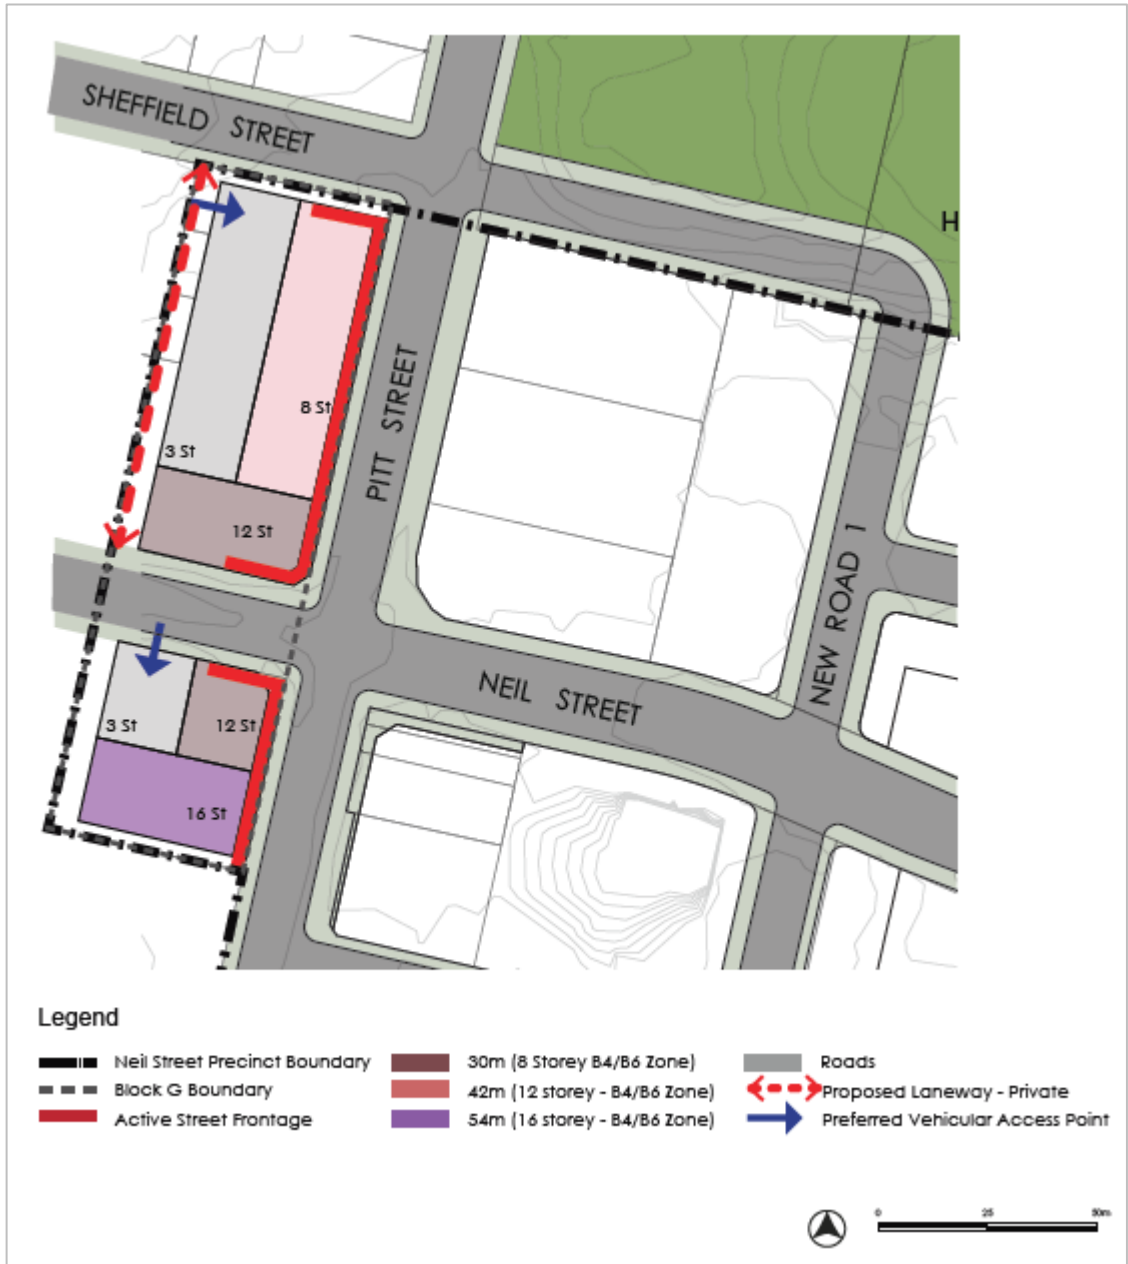 SHEFFIELD STREET
H
8 St
PITT STREET
3 St
12 St
NEW ROAD 1
NEIL STREET
3 St
12 St
16 St
Legend
Neil Street Precinct Boundary
Block G Boundary
Active Street Frontage
30m (8 Storey B4/B6 Zone)
42m (12 storey - B4/B6 Zone)
54m (16 storey - B4/B6 Zone)
Roads
Proposed Laneway - Private
Preferred Vehicular Access Point
0 25 50m